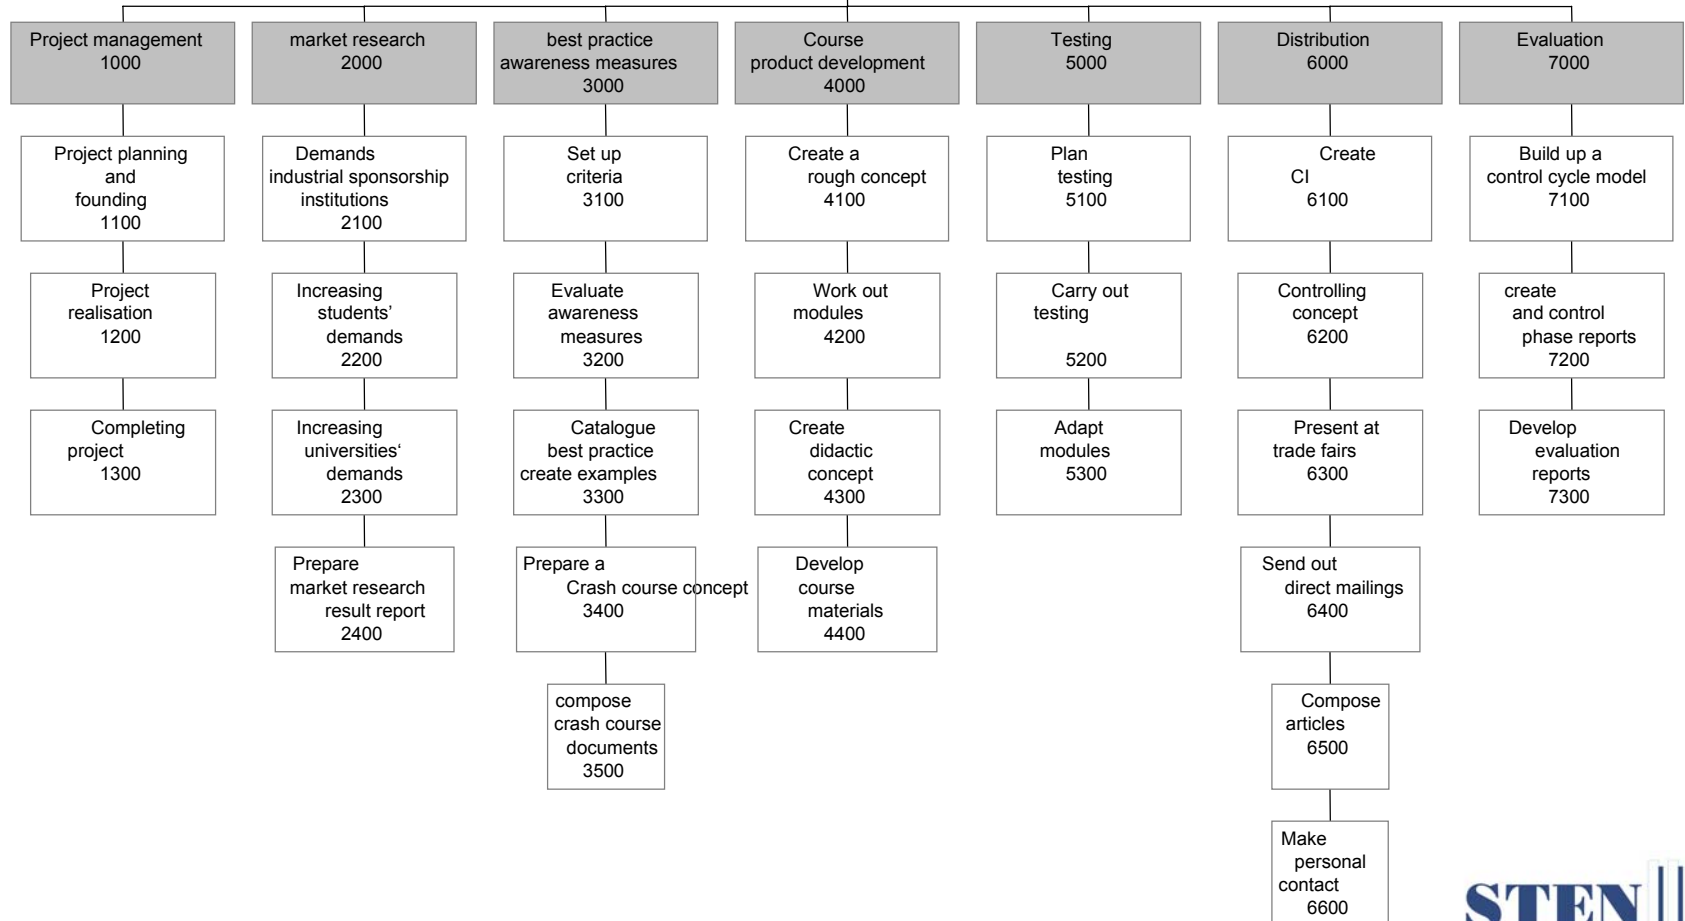 Project management
1000
market research
2000
best practice
awareness measures
3000
Course
product development
4000
Testing
5000
Distribution
6000
Evaluation
7000
Project planning
and
founding
1100
Demands
industrial sponsorship
institutions
2100
Set up
criteria
3100
Create a
rough concept
4100
Plan
testing
5100
Create
CI
6100
Build up a
control cycle model
7100
Project
realisation
1200
Increasing
students’
demands
2200
Evaluate
awareness
measures
3200
Work out
modules
4200
Carry out
testing
5200
Controlling
concept
6200
create
and control
phase reports
7200
Completing
project
1300
Increasing
universities‘
demands
2300
Catalogue
best practice
create examples
3300
Create
didactic
concept
4300
Adapt
modules
5300
Present at
trade fairs
6300
Develop
evaluation
reports
7300
Prepare
market research
result report
2400
Prepare a
Crash course concept
3400
Develop
course
materials
4400
Send out
direct mailings
6400
compose
crash course
documents
3500
Compose
articles
6500
Make
personal
contact
6600
STEN